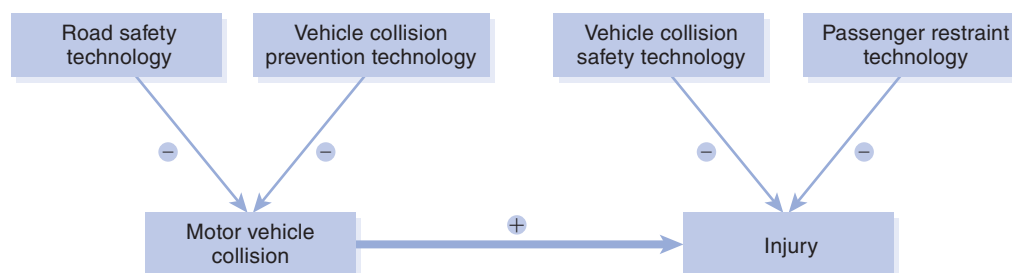 Road safety
technology
Vehicle collision
prevention technology
Vehicle collision
safety technology
Passenger restraint
technology
−
−
−
−
+
Motor vehicle
collision
Injury